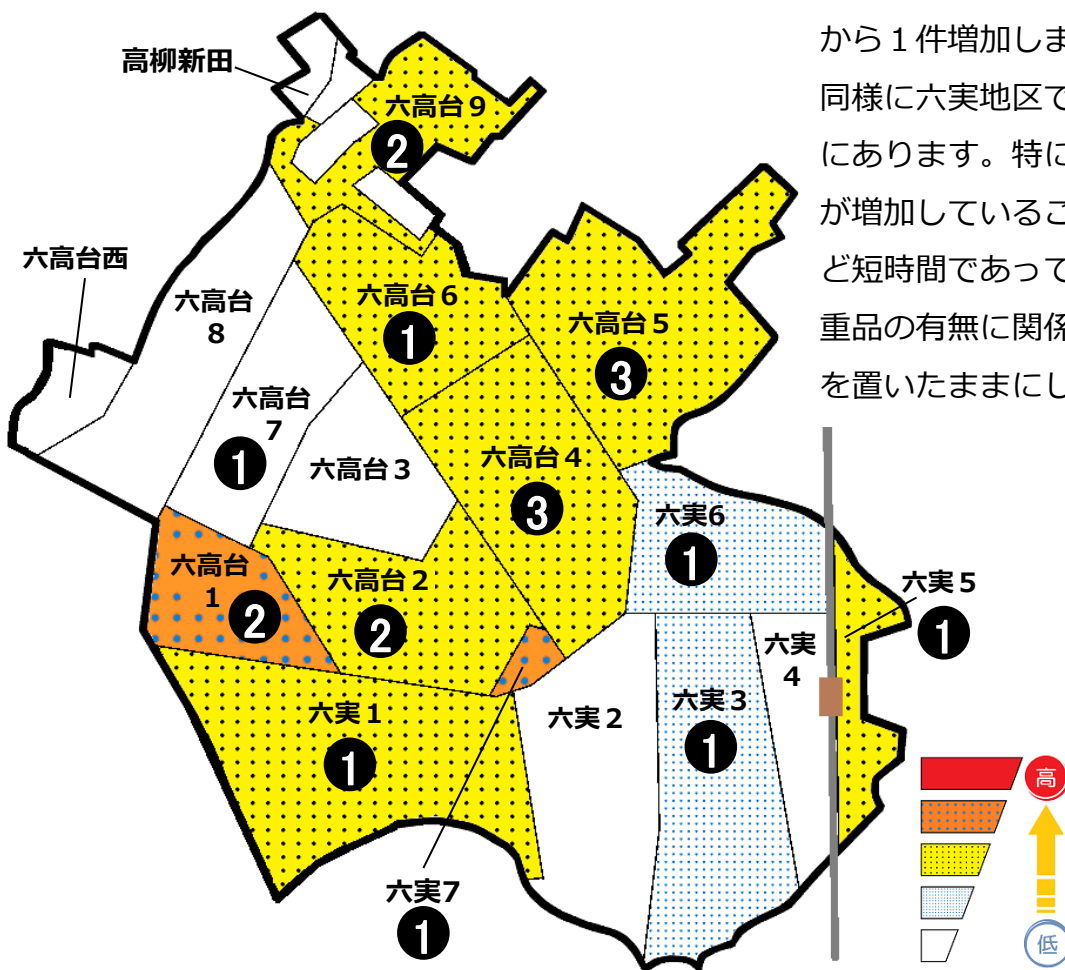 から１件増加しま
同様に六実地区で
にあります。特に
が増加しているこ
ど短時間であって
重品の有無に関係
を置いたままにし
高柳新田
六高台９
2
六高台西
六高台
8
六高台６
1
六高台５
3
六高台
7
1
六高台３
六高台４
3
六実6
1
六高台
1
2
六高台２
2
六実５
1
六実
4
六実１
1
六実２
六実３
1
六実7
1
高
低